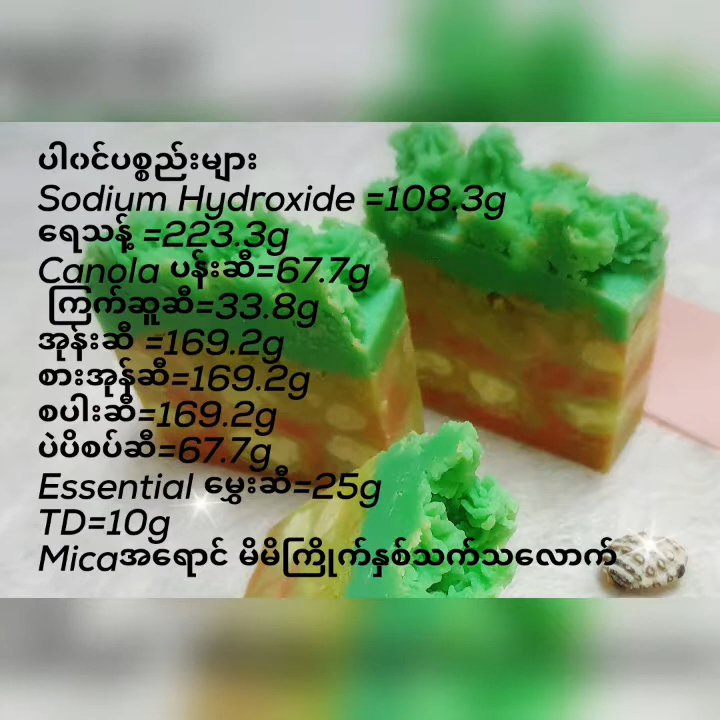 ပါ၀င်ပစ္စည်းများ
Sodium Hydroxide =108.3g
ရေသန့် =223.3g
Canola ပန်းဆီ=67.7g
ကြက်ဆူဆီ=33.8g
အုန်းဆီ =169.2g
စားအုန်ဆီ=169.2g
စပါးဆီ=169.2g
ပဲပိစပ်ဆီ=67.7g
Essential မွှေးဆီ=25g
TD=10g
Micaအရောင် မိမိကြိုက်နှစ်သက်သလောက်